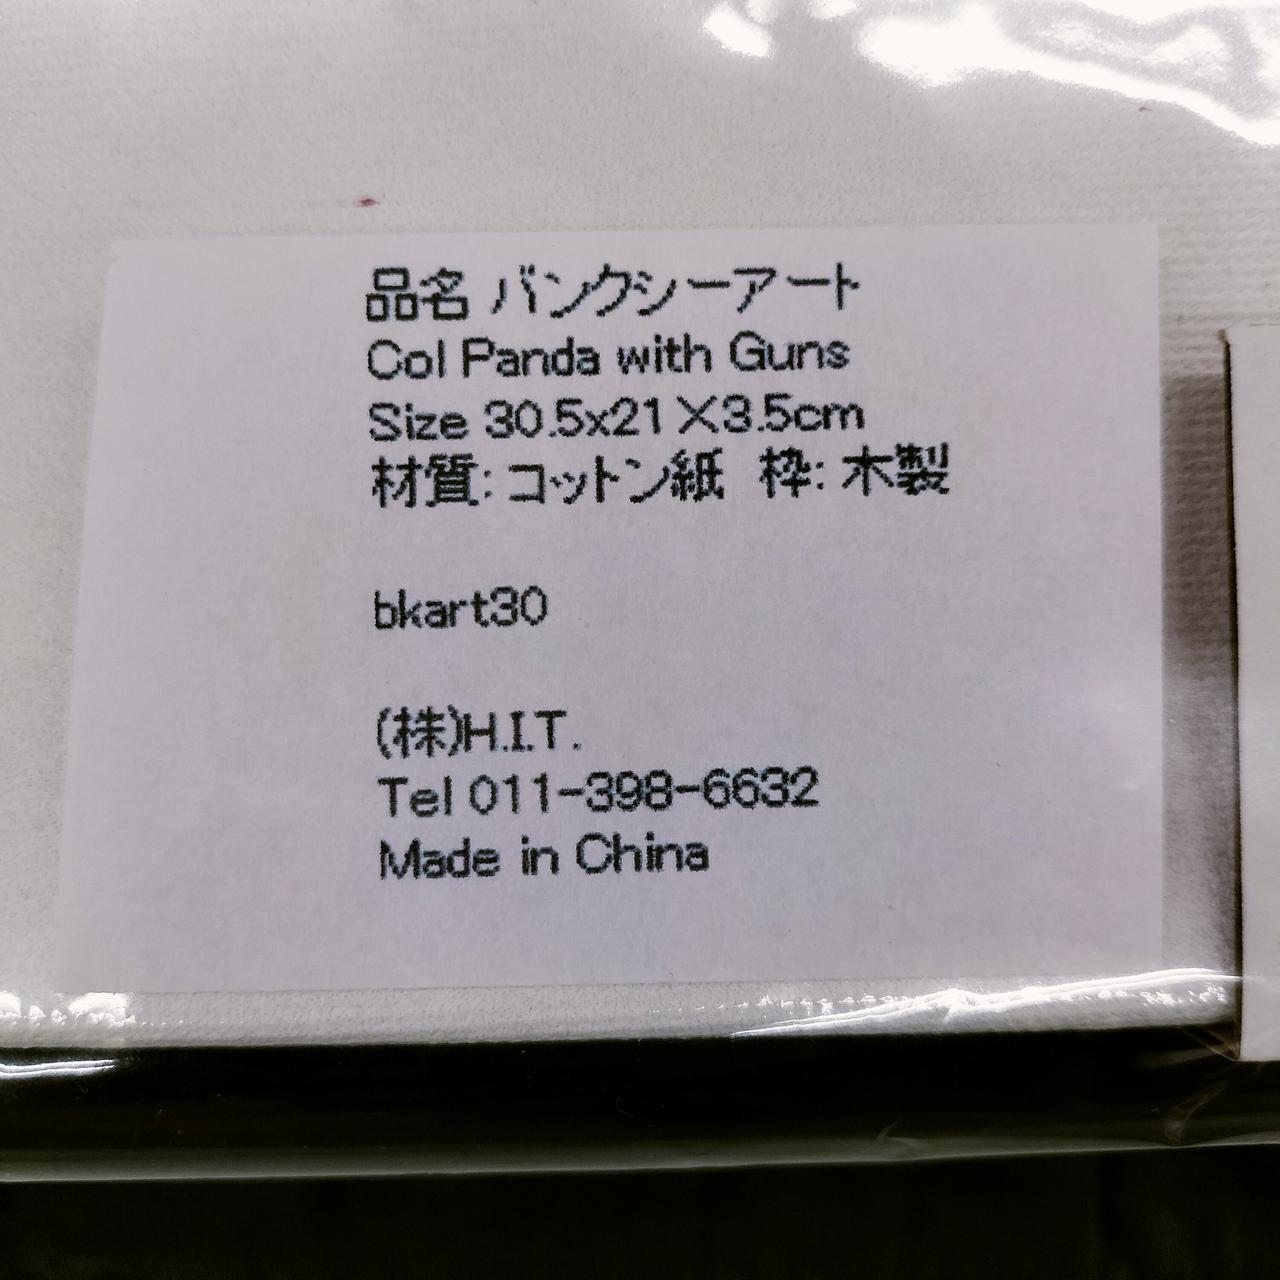 品名 バンクシーアート
Col Panda with Guns
Size 30.5x21×3.5cm
材質: コットン紙 枠: 木製
bkart30
(株)H.I.T.
Tel 011-398-6632
Made in China